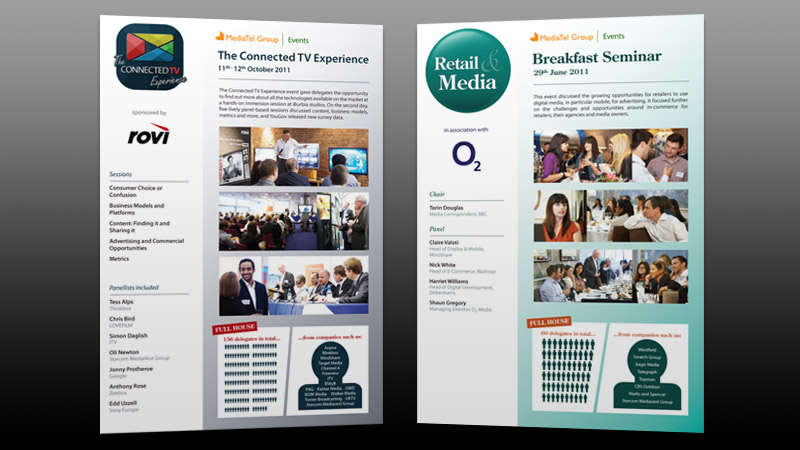 The
CONNECTED TV
Experience
sponsored by
rovi
Sessions
Consumer Choice or
Confusion
Business Models and
Platforms
Content: Finding it and
Sharing it
Advertising and Commercial
Opportunities
Metrics
Panellists included
Tess Alps
Thinkbox
Chris Bird
LOVEFiLM
Simon Daglish
ITV
Oli Newton
Starcom MediaVest Group
Jonny Protheroe
Google
Anthony Rose
Zeebox
Edd Uzzell
Sony Europe
MediaTel Group | Events
The Connected TV Experience
11th- 12th October 2011
The Connected TV Experience event gave delegates the opportunity
to find out more about all the technologies available on the market at
a hands-on immersion session at iBurbia studios. On the second day,
five lively panel-based sessions discussed content, business models,
metrics and more, and YouGov released new survey data.
rovi
FULL HOUSE
156 delegates in total...
...from companies such as:
Arqiva
Blinkbox
Mindshare
Target Media
Channel 4
Freeview
ITV
BSkyB
P&G Kantar Media OMD
M2M Media Walker Media
Turner Broadcasting UKTV
Starcom Mediavest Group
Retail &
Media
in association with
O2
Chair
Torin Douglas
Media Correspondent, BBC
Panel
Claire Valoti
Head of Display & Mobile,
Mindshare
Nick White
Head of E-Commerce, Waitrose
Harriet Williams
Head of Digital Development,
Debenhams
Shaun Gregory
Managing Director, O2 Media
MediaTel Group | Events
Breakfast Seminar
29th June 2011
This event discussed the growing opportunities for retailers to use
digital media, in particular mobile, for advertising. It focused further
on the challenges and opportunities around m-commerce for
retailers, their agencies and media owners.
FULL HOUSE
60 delegates in total...
...from companies such as:
Westfield
Swatch Group
Aegis Media
Telegraph
Topman
CBS Outdoor
Marks and Spencer
Starcom Mediavest Group